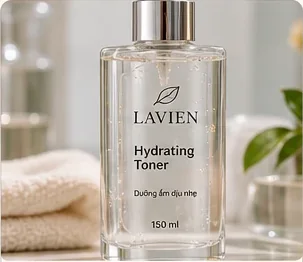 LAVIEN
Hydrating
Toner
Dưỡng ẩm dịu nhẹ
150 ml